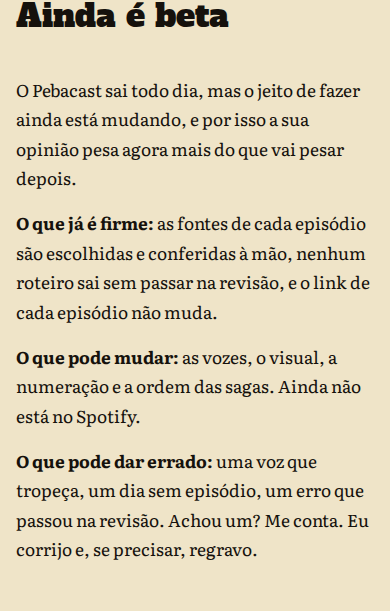 Ainda é beta
O Pebacast sai todo dia, mas o jeito de fazer
ainda está mudando, e por isso a sua
opinião pesa agora mais do que vai pesar
depois.
O que já é firme: as fontes de cada episódio
são escolhidas e conferidas à mão, nenhum
roteiro sai sem passar na revisão, e o link de
cada episódio não muda.
O que pode mudar: as vozes, o visual, a
numeração e a ordem das sagas. Ainda não
está no Spotify.
O que pode dar errado: uma voz que
tropeça, um dia sem episódio, um erro que
passou na revisão. Achou um? Me conta. Eu
corrijo e, se precisar, regravo.